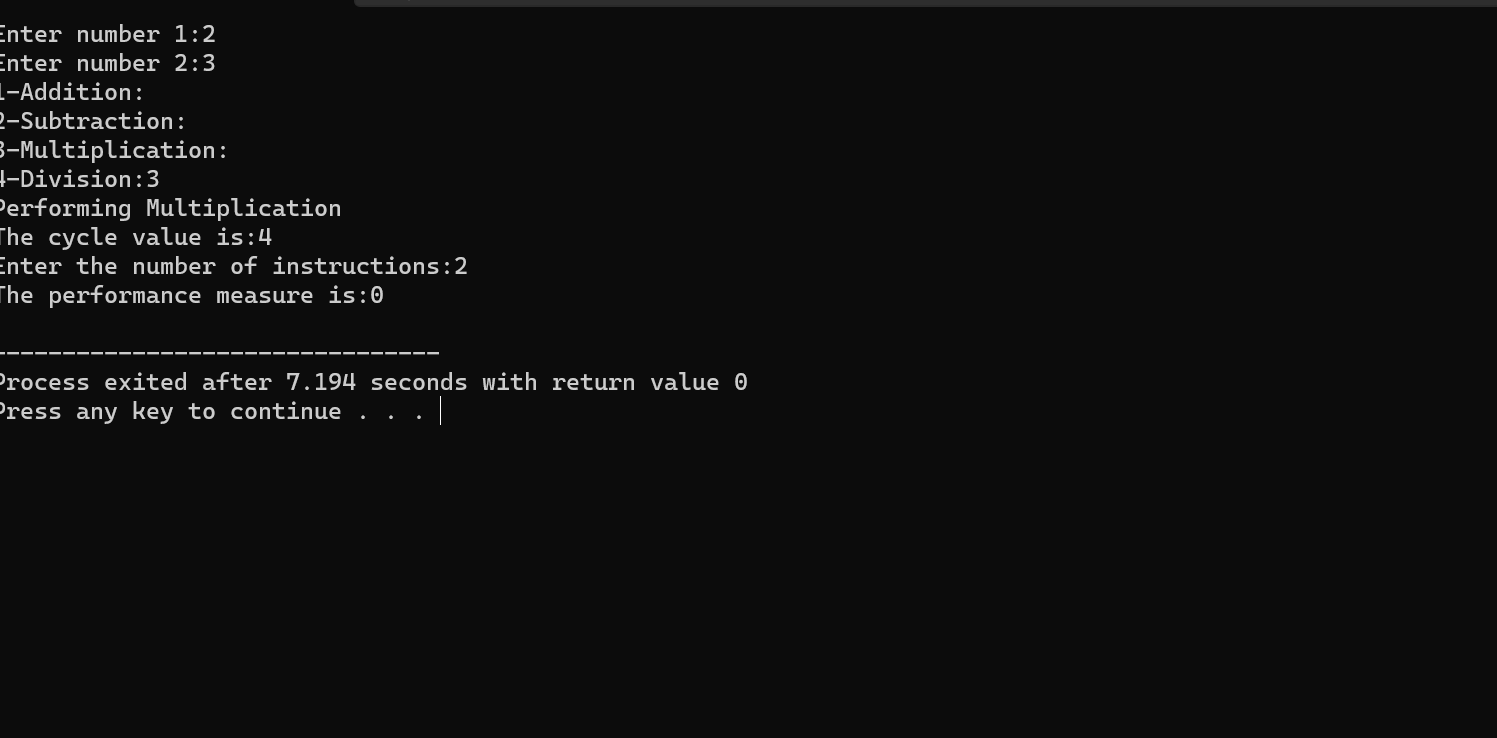 Enter number 1:2
Enter number 2:3
1-Addition:
2-Subtraction:
3-Multiplication:
4-Division:3
Performing Multiplication
The cycle value is:4
Enter the number of instructions:2
The performance measure is:0
--------------------------------
Process exited after 7.194 seconds with return value 0
Press any key to continue . . .